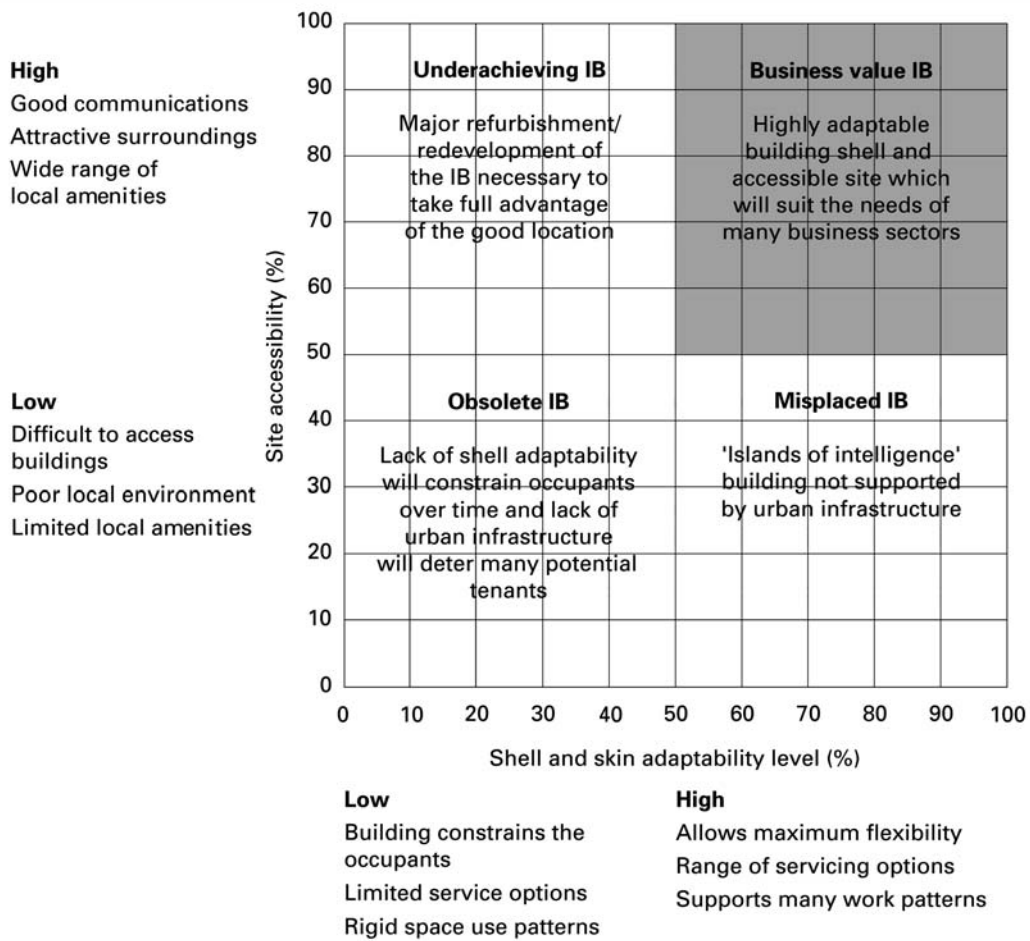 High
Good communications
Attractive surroundings
Wide range of
local amenities
Low
Difficult to access
buildings
Poor local environment
Limited local amenities
Site accessibility (%)
100
90
80
70
60
50
40
30
20
10
0
Underachieving IB
Major refurbishment/
redevelopment of
the IB necessary to
take full advantage
of the good location
Business value IB
Highly adaptable
building shell and
accessible site which
will suit the needs of
many business sectors
Obsolete IB
Lack of shell adaptability
will constrain occupants
over time and lack of
urban infrastructure
will deter many potential
tenants
Misplaced IB
'Islands of intelligence'
building not supported
by urban infrastructure
0 10 20 30 40 50 60 70 80 90 100
Shell and skin adaptability level (%)
Low
Building constrains the
occupants
Limited service options
Rigid space use patterns
High
Allows maximum flexibility
Range of servicing options
Supports many work patterns